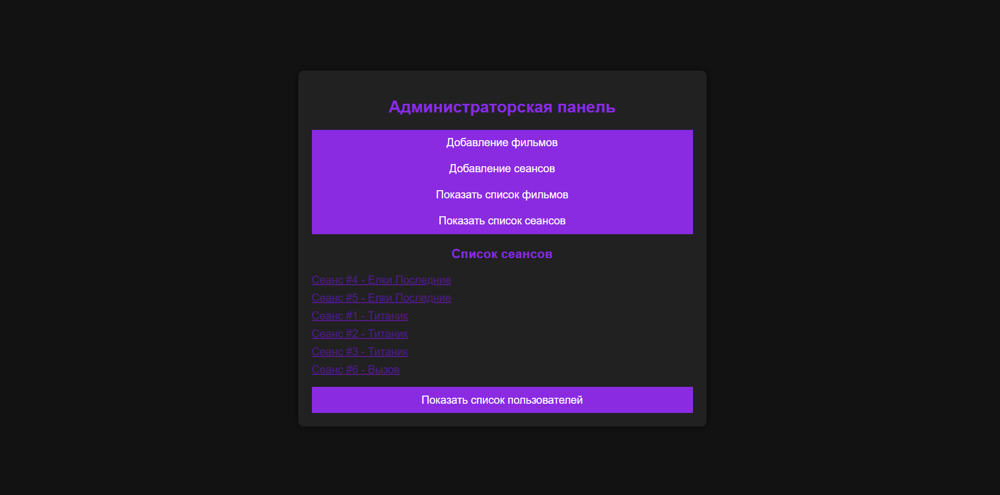 Администраторская панель
Добавление фильмов
Добавление сеансов
Показать список фильмов
Показать список сеансов
Список сеансов
Сеанс #4 - Елки Последние
Сеанс #5 - Елки Последние
Сеанс #1 - Титаник
Сеанс #2 - Титаник
Сеанс #3 - Титаник
Сеанс #6 - Вызов
Показать список пользователей